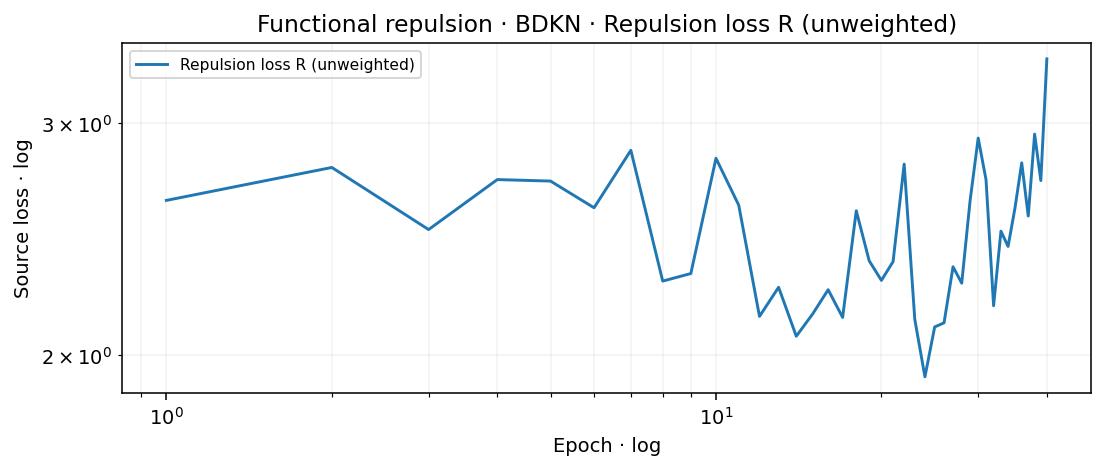 Functional repulsion · BDKN · Repulsion loss R (unweighted)
Repulsion loss R (unweighted)
Source loss · log
3 × 10⁰
2 × 10⁰
10⁰ 10¹
Epoch · log